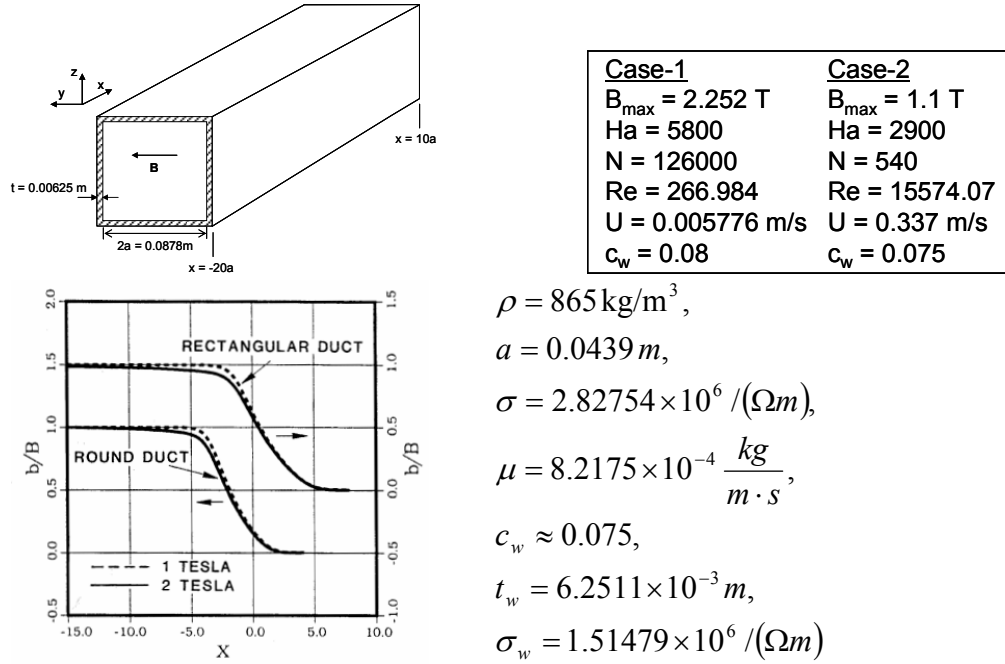 z
x
y
B
x = 10a
t = 0.00625 m
2a = 0.0878m
x = -20a
Case-1 Case-2
B_max = 2.252 T B_max = 1.1 T
Ha = 5800 Ha = 2900
N = 126000 N = 540
Re = 266.984 Re = 15574.07
U = 0.005776 m/s U = 0.337 m/s
c_w = 0.08 c_w = 0.075
2.0 1.5
RECTANGULAR DUCT
1.5 1.0
b/B 1.0 0.5 b/B
ROUND DUCT
0.5 0.0
0.0 -0.5
1 TESLA
2 TESLA
-0.5 -1.0
-15.0 -10.0 -5.0 0.0 5.0 10.0
X
ρ = 865 kg/m³,
a = 0.0439 m,
σ = 2.82754×10⁶ /(Ωm),
μ = 8.2175×10⁻⁴ kg/(m·s),
c_w ≈ 0.075,
t_w = 6.2511×10⁻³ m,
σ_w = 1.51479×10⁶ /(Ωm)